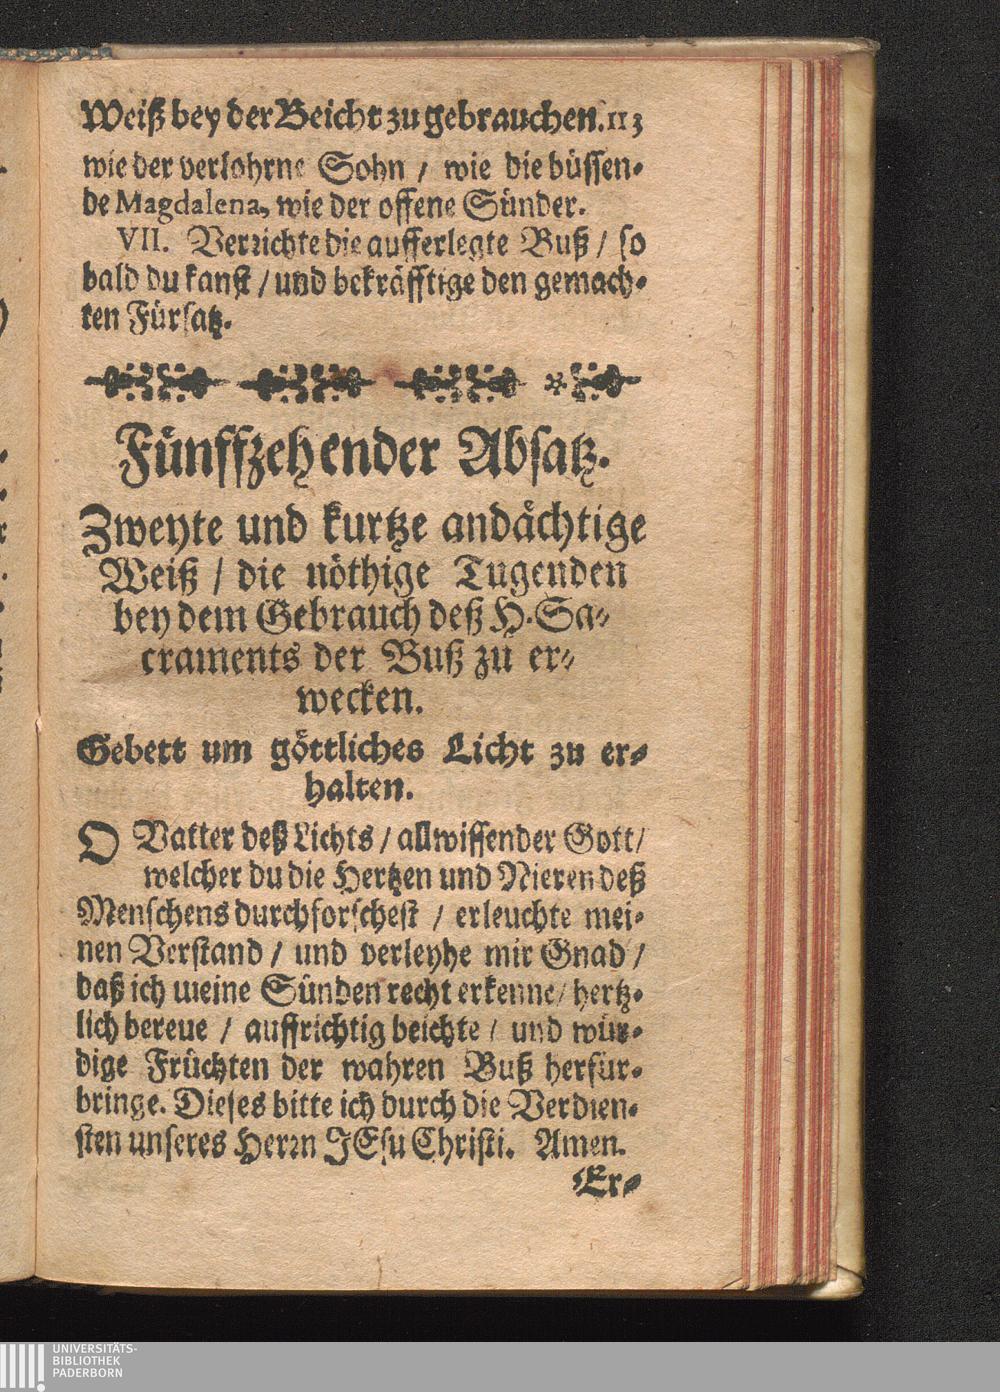 Weiß bey der Beicht zu gebrauchen. 113
wie der verlohrne Sohn / wie die büssen-
de Magdalena, wie der offene Sünder.
VII. Verrichte die aufferlegte Buß / so
bald du kanst / und bekräfftige den gemach-
ten Fürsatz.
Fünffzehender Absatz.
Zweyte und kurtze andächtige
Weiß / die nöthige Tugenden
bey dem Gebrauch deß H. Sa-
craments der Buß zu er-
wecken.
Gebett um göttliches Licht zu er-
halten.
O Vatter deß Lichts / allwissender Gott /
welcher du die Hertzen und Nieren deß
Menschens durchforschest / erleuchte mei-
nen Verstand / und verleyhe mir Gnad /
daß ich meine Sünden recht erkenne / hertz-
lich bereue / auffrichtig beichte / und wür-
dige Früchten der wahren Buß herfür-
bringe. Dieses bitte ich durch die Verdien-
sten unseres Herrn JEsu Christi. Amen.
Er-
UNIVERSITÄTS-
BIBLIOTHEK
PADERBORN